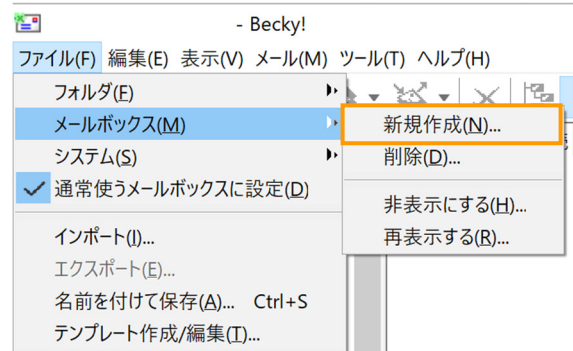 - Becky!
ファイル(F) 編集(E) 表示(V) メール(M) ツール(T) ヘルプ(H)
フォルダ(F)
メールボックス(M)
新規作成(N)...
システム(S)
削除(D)...
通常使うメールボックスに設定(D)
非表示にする(H)...
インポート(I)...
再表示する(R)...
エクスポート(E)...
名前を付けて保存(A)... Ctrl+S
テンプレート作成/編集(T)...